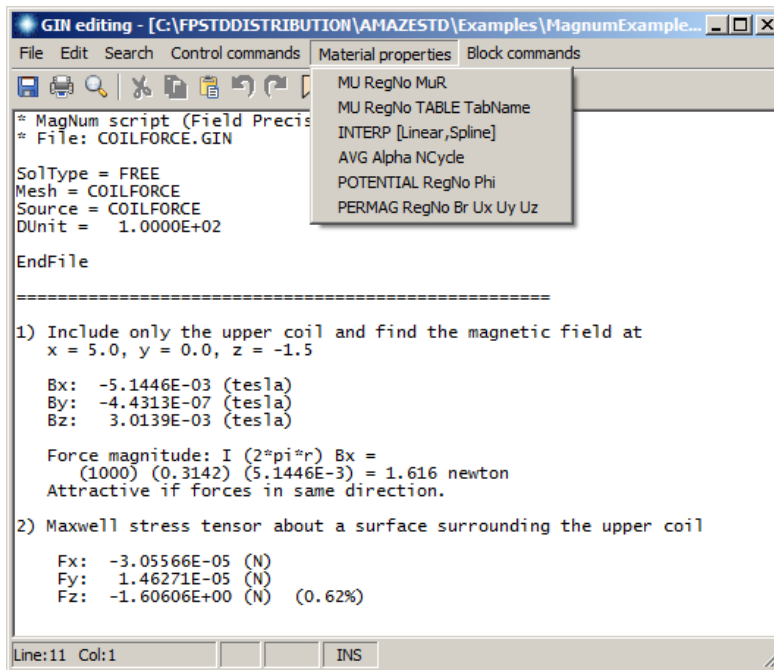 GIN editing - [C:\FPSTDDISTRIBUTION\AMAZESTD\Examples\MagnumExample...
File Edit Search Control commands Material properties Block commands
MU RegNo MuR
MU RegNo TABLE TabName
INTERP [Linear,Spline]
AVG Alpha NCycle
POTENTIAL RegNo Phi
PERMAG RegNo Br Ux Uy Uz
* MagNum script (Field Precis
* File: COILFORCE.GIN
SolType = FREE
Mesh = COILFORCE
Source = COILFORCE
DUnit =   1.0000E+02
EndFile
=====================================================
1) Include only the upper coil and find the magnetic field at
x = 5.0, y = 0.0, z = -1.5
Bx:  -5.1446E-03 (tesla)
By:  -4.4313E-07 (tesla)
Bz:   3.0139E-03 (tesla)
Force magnitude: I (2*pi*r) Bx =
(1000) (0.3142) (5.1446E-3) = 1.616 newton
Attractive if forces in same direction.
2) Maxwell stress tensor about a surface surrounding the upper coil
Fx:  -3.05566E-05 (N)
Fy:   1.46271E-05 (N)
Fz:  -1.60606E+00 (N)  (0.62%)
Line:11 Col:1 INS